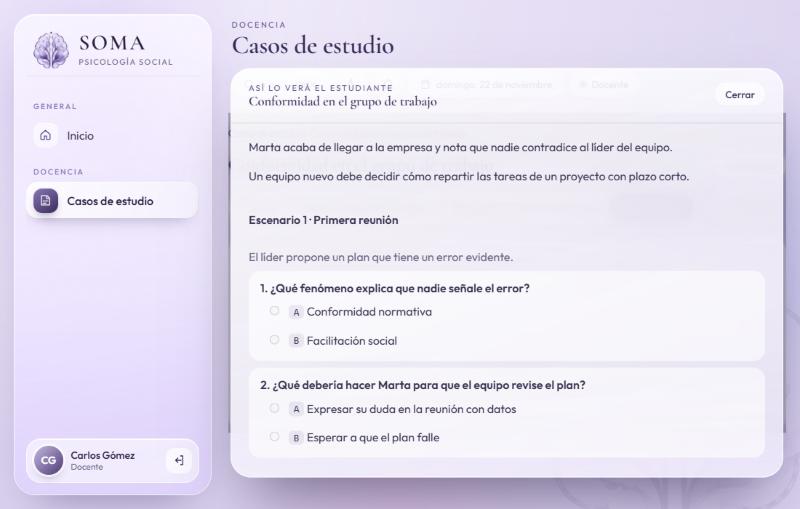 SOMA
PSICOLOGÍA SOCIAL
GENERAL
Inicio
DOCENCIA
Casos de estudio
CG
Carlos Gómez
Docente
DOCENCIA
Casos de estudio
domingo, 22 de noviembre
Docente
ASÍ LO VERÁ EL ESTUDIANTE
Conformidad en el grupo de trabajo
Cerrar
Marta acaba de llegar a la empresa y nota que nadie contradice al líder del equipo.
Un equipo nuevo debe decidir cómo repartir las tareas de un proyecto con plazo corto.
Escenario 1 · Primera reunión
El líder propone un plan que tiene un error evidente.
1. ¿Qué fenómeno explica que nadie señale el error?
A Conformidad normativa
B Facilitación social
2. ¿Qué debería hacer Marta para que el equipo revise el plan?
A Expresar su duda en la reunión con datos
B Esperar a que el plan falle